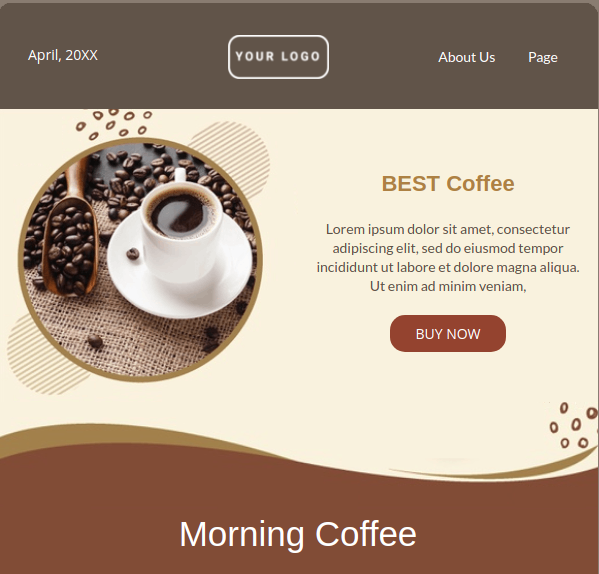 April, 20XX
YOUR LOGO
About Us
Page
BEST Coffee
Lorem ipsum dolor sit amet, consectetur
adipiscing elit, sed do eiusmod tempor
incididunt ut labore et dolore magna aliqua.
Ut enim ad minim veniam,
BUY NOW
Morning Coffee